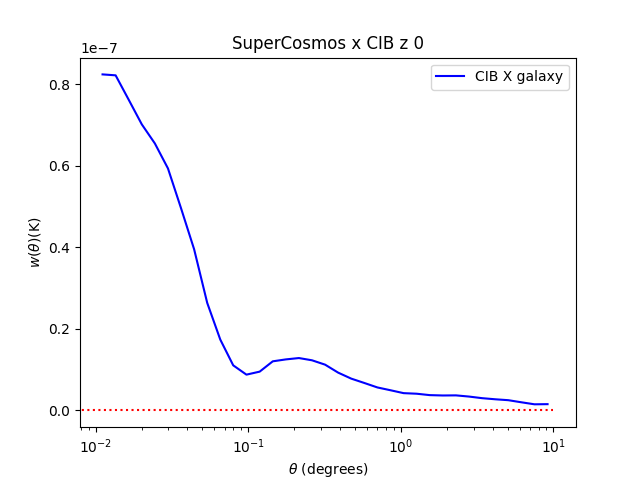 SuperCosmos x CIB z 0
1e−7
CIB X galaxy
0.8
0.6
0.4
0.2
0.0
w(θ)(K)
10⁻²
10⁻¹
10⁰
10¹
θ (degrees)